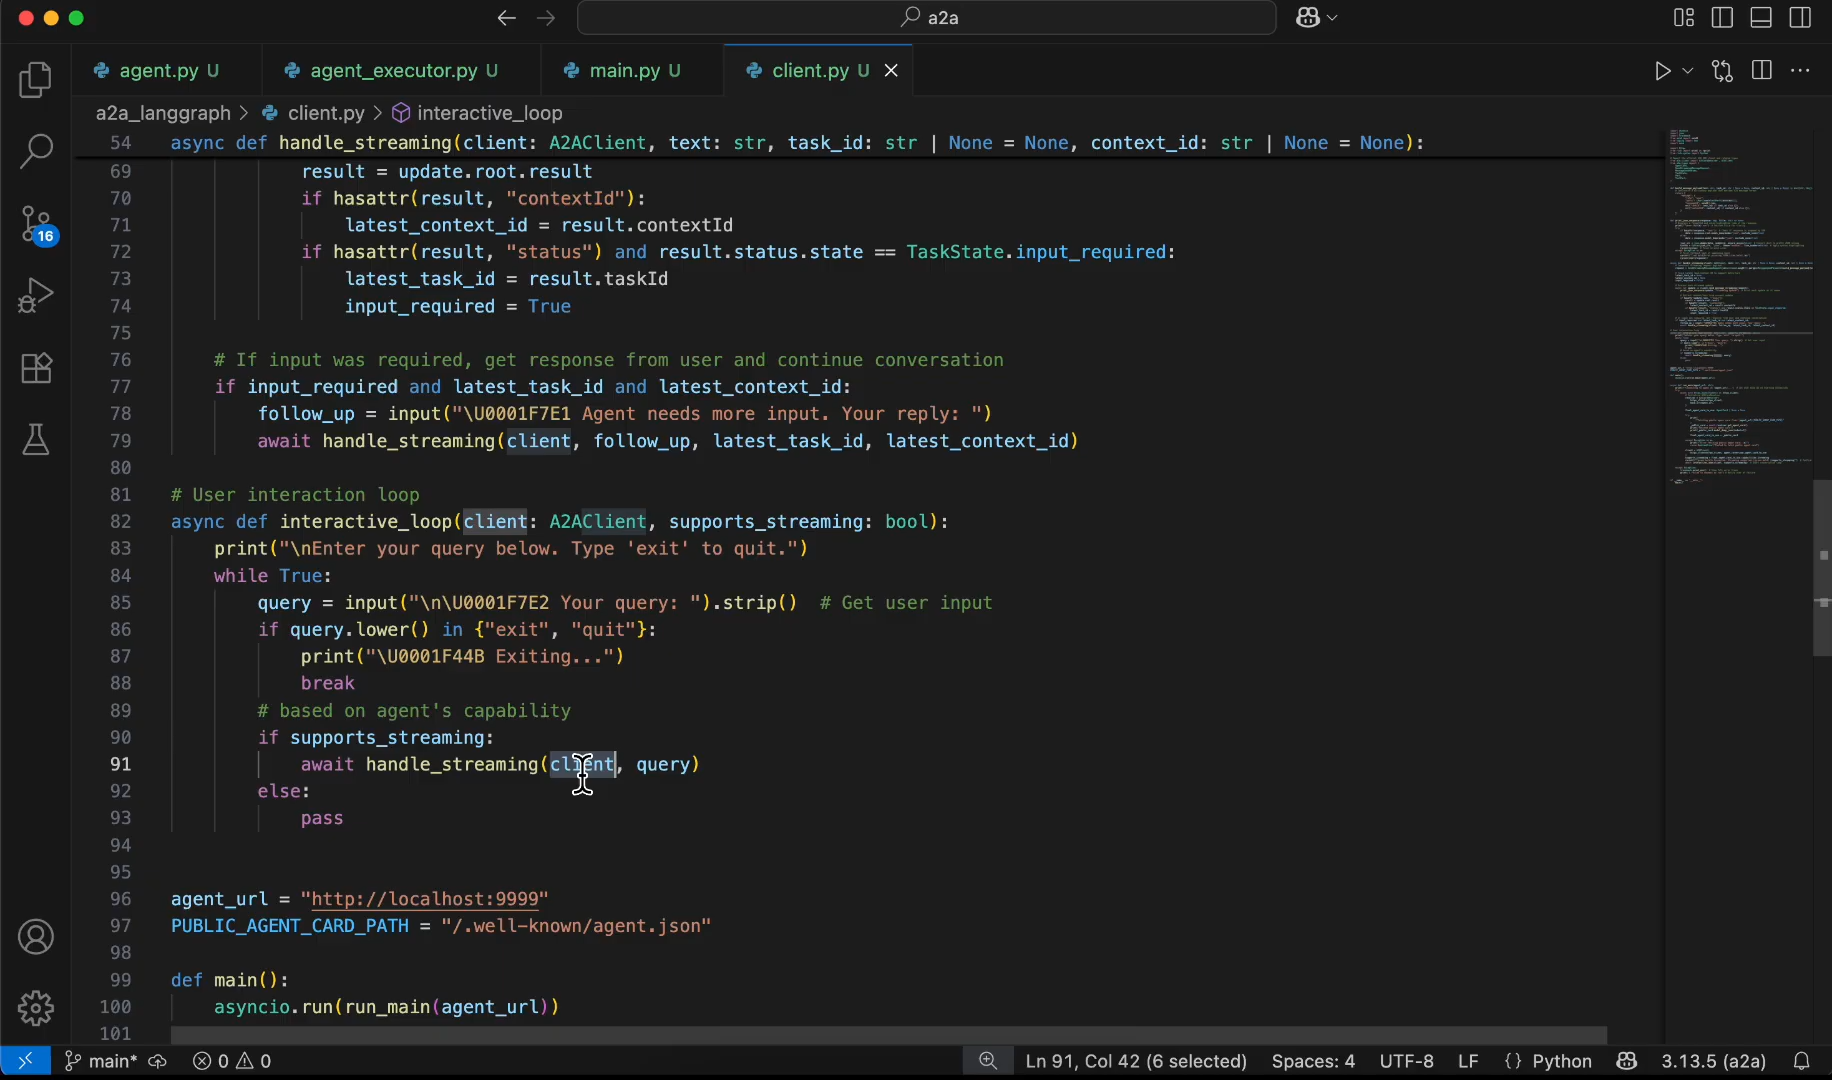 a2a
agent.py U
agent_executor.py U
main.py U
client.py U
a2a_langgraph > client.py > interactive_loop
54 async def handle_streaming(client: A2AClient, text: str, task_id: str | None = None, context_id: str | None = None):
69 result = update.root.result
70 if hasattr(result, "contextId"):
71 latest_context_id = result.contextId
72 if hasattr(result, "status") and result.status.state == TaskState.input_required:
73 latest_task_id = result.taskId
74 input_required = True
75
76 # If input was required, get response from user and continue conversation
77 if input_required and latest_task_id and latest_context_id:
78 follow_up = input("\U0001F7E1 Agent needs more input. Your reply: ")
79 await handle_streaming(client, follow_up, latest_task_id, latest_context_id)
80
81 # User interaction loop
82 async def interactive_loop(client: A2AClient, supports_streaming: bool):
83 print("\nEnter your query below. Type 'exit' to quit.")
84 while True:
85 query = input("\n\U0001F7E2 Your query: ").strip()  # Get user input
86 if query.lower() in {"exit", "quit"}:
87 print("\U0001F44B Exiting...")
88 break
89 # based on agent's capability
90 if supports_streaming:
91 await handle_streaming(client, query)
92 else:
93 pass
94
95
96 agent_url = "http://localhost:9999"
97 PUBLIC_AGENT_CARD_PATH = "/.well-known/agent.json"
98
99 def main():
100 asyncio.run(run_main(agent_url))
101
16
main* 0 0 Ln 91, Col 42 (6 selected) Spaces: 4 UTF-8 LF {} Python 3.13.5 (a2a)